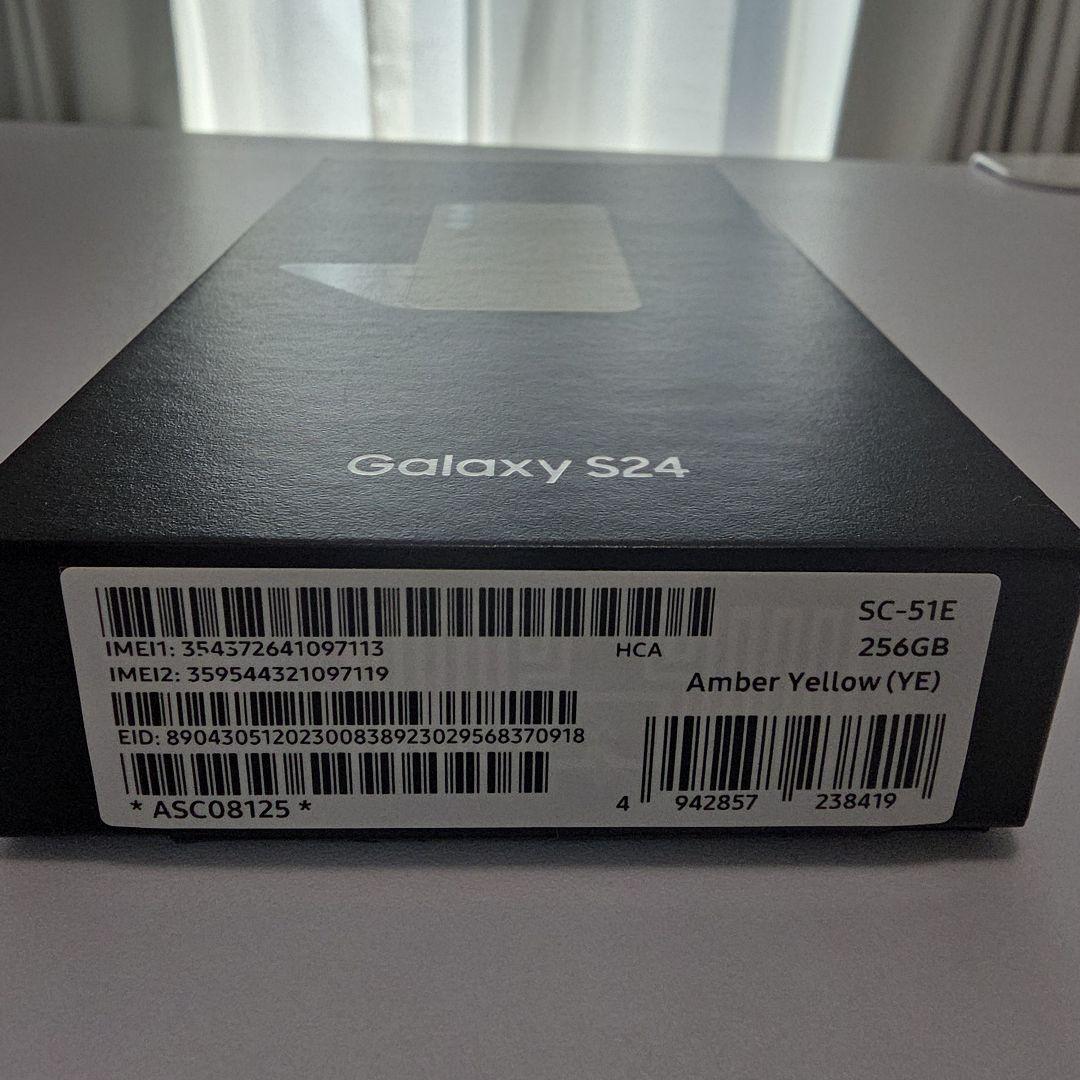 Galaxy S24
IMEI1: 354372641097113
IMEI2: 359544321097119
HCA
SC-51E
256GB
Amber Yellow (YE)
EID: 89043051202300838923029568370918
* ASC08125 *
4 942857 238419